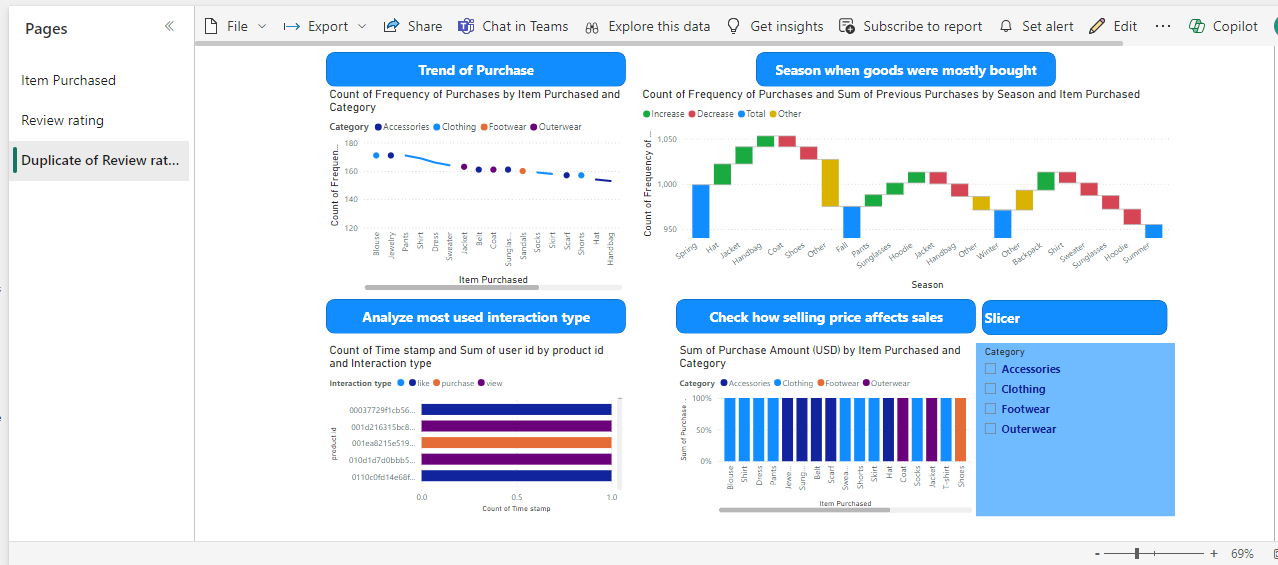 Pages
File
Export
Share
Chat in Teams
Explore this data
Get insights
Subscribe to report
Set alert
Edit
Copilot
Item Purchased
Review rating
Duplicate of Review rat...
Trend of Purchase
Count of Frequency of Purchases by Item Purchased and
Category
Category Accessories Clothing Footwear Outerwear
Count of Frequen...
180
160
140
120
Blouse
Jewelry
Pants
Shirt
Dress
Sweater
Jacket
Belt
Coat
Sunglas...
Sandals
Socks
Skirt
Scarf
Shorts
Hat
Handbag
Item Purchased
Season when goods were mostly bought
Count of Frequency of Purchases and Sum of Previous Purchases by Season and Item Purchased
Increase Decrease Total Other
Count of Frequency of ...
1,050
1,000
950
Spring
Hat
Jacket
Handbag
Coat
Shoes
Other
Fall
Pants
Sunglasses
Hoodie
Jacket
Handbag
Other
Winter
Other
Backpack
Shirt
Sweater
Sunglasses
Hoodie
Summer
Season
Analyze most used interaction type
Count of Time stamp and Sum of user id by product id
and Interaction type
Interaction type like purchase view
product id
00037729f1cb56...
001d216315bc8...
001ea8215e519...
010d1d7d0bbb5...
0110c0fd14e68f...
0.0
0.5
1.0
Count of Time stamp
Check how selling price affects sales
Sum of Purchase Amount (USD) by Item Purchased and
Category
Category Accessories Clothing Footwear Outerwear
Sum of Purchase ...
100%
50%
0%
Blouse
Shirt
Dress
Pants
Jewe...
Sung...
Belt
Scarf
Swea...
Shorts
Skirt
Hat
Coat
Socks
Jacket
T-shirt
Shoes
Item Purchased
Slicer
Category
Accessories
Clothing
Footwear
Outerwear
69%